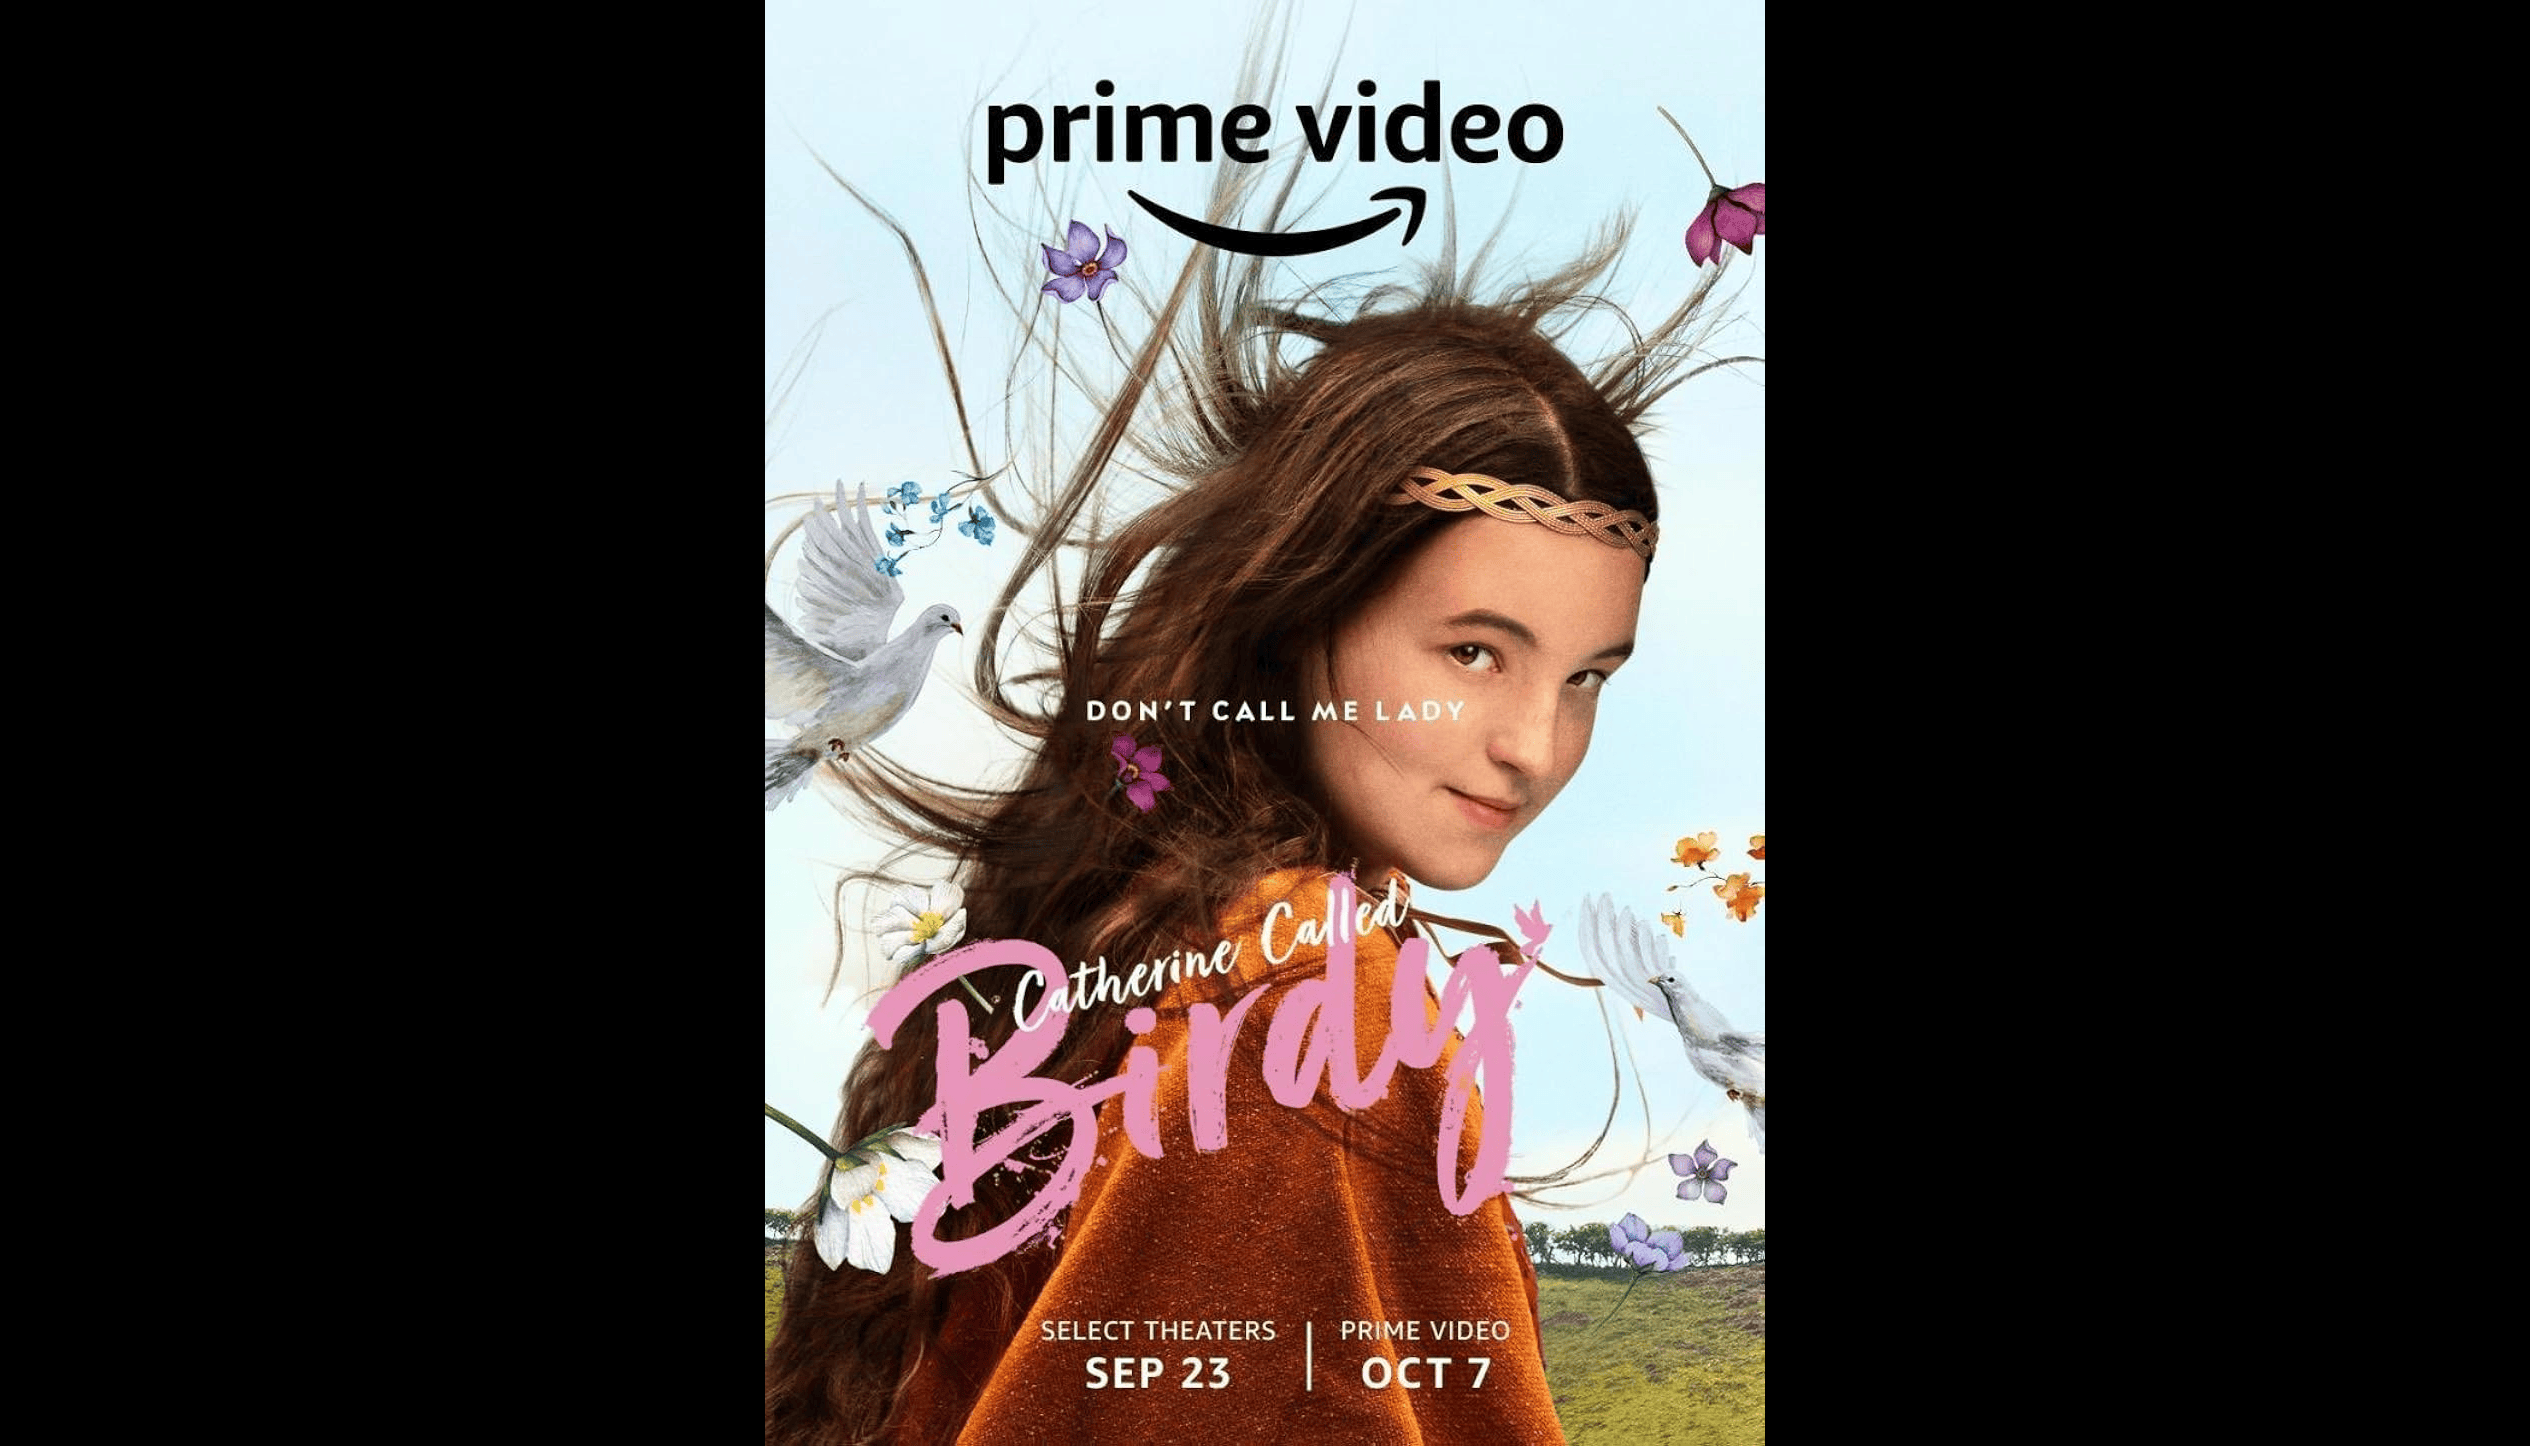 prime video
DON'T CALL ME LADY
Catherine Called
Birdy
SELECT THEATERS
SEP 23
PRIME VIDEO
OCT 7